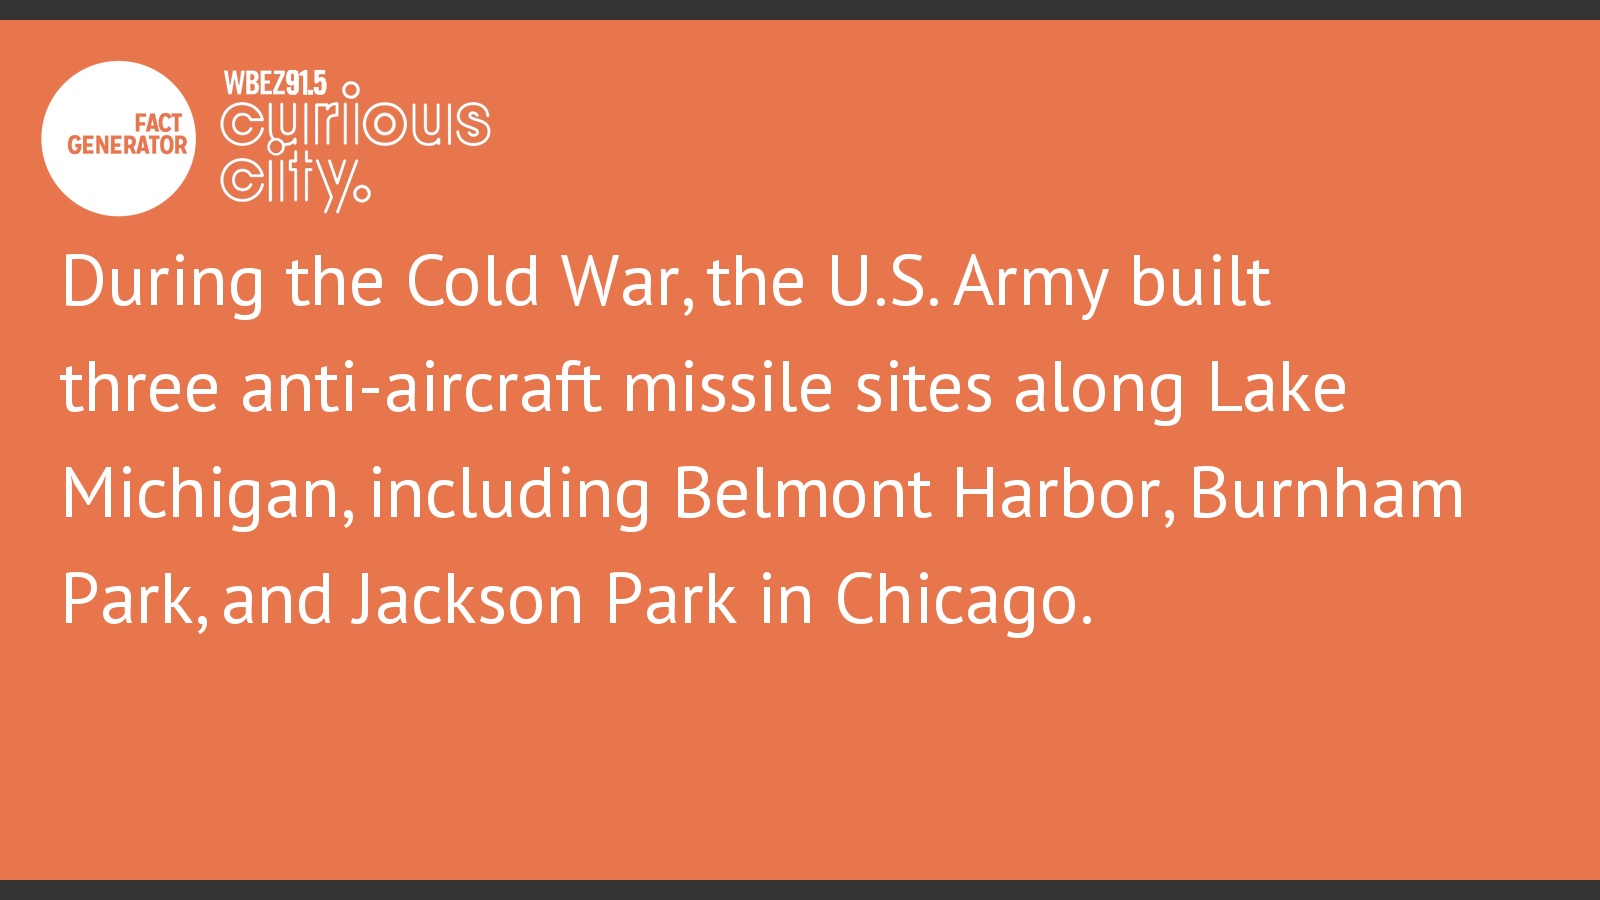 FACT
GENERATOR
WBEZ91.5
curious
city.
During the Cold War, the U.S. Army built
three anti-aircraft missile sites along Lake
Michigan, including Belmont Harbor, Burnham
Park, and Jackson Park in Chicago.